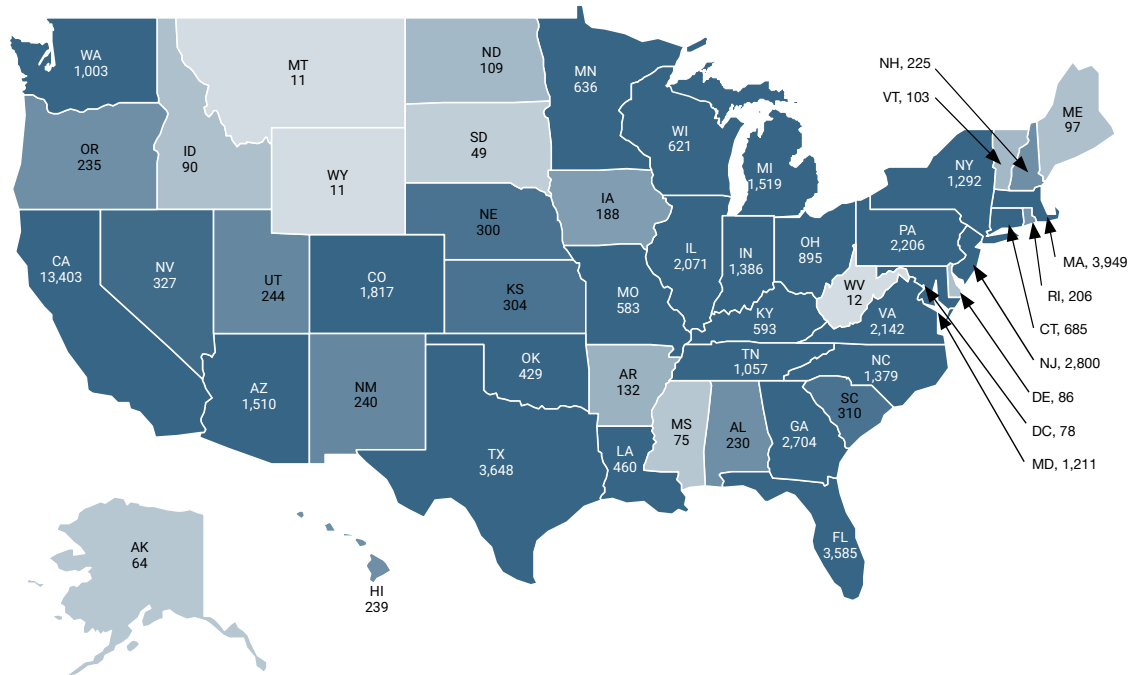 WA
1,003
MT
11
ND
109
MN
636
NH, 225
VT, 103
ME
97
OR
235
ID
90
SD
49
WI
621
MI
1,519
NY
1,292
WY
11
IA
188
NE
300
PA
2,206
CA
13,403
NV
327
UT
244
CO
1,817
IL
2,071
IN
1,386
OH
895
MA, 3,949
KS
304
MO
583
WV
12
VA
2,142
RI, 206
KY
593
CT, 685
AZ
1,510
NM
240
OK
429
AR
132
TN
1,057
NC
1,379
NJ, 2,800
SC
310
DE, 86
MS
75
AL
230
GA
2,704
DC, 78
TX
3,648
LA
460
MD, 1,211
AK
64
FL
3,585
HI
239